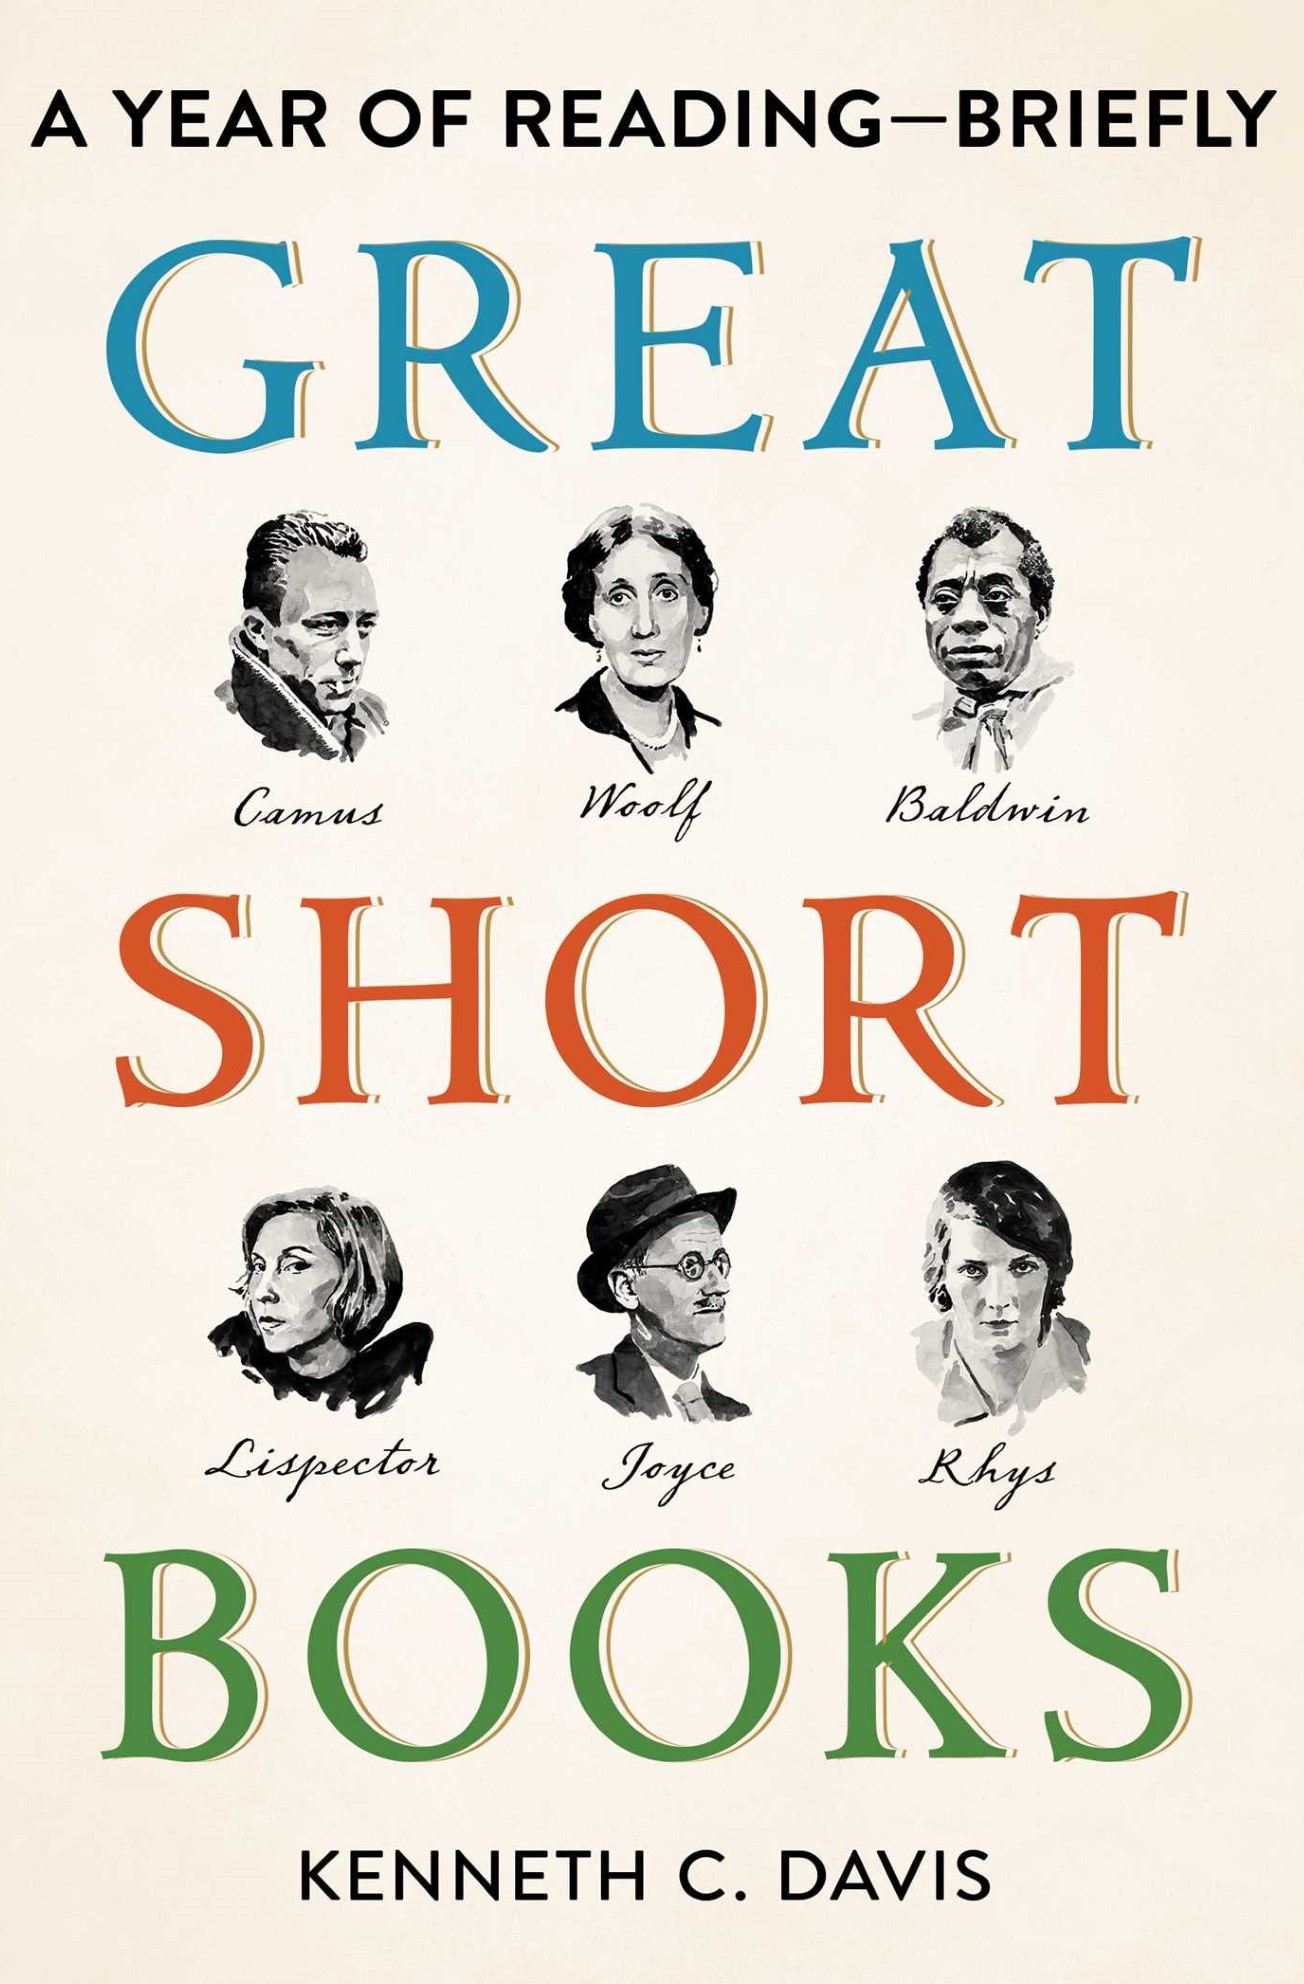 A YEAR OF READING—BRIEFLY
GREAT
Camus Woolf Baldwin
SHORT
Lispector Joyce Rhys
BOOKS
KENNETH C. DAVIS